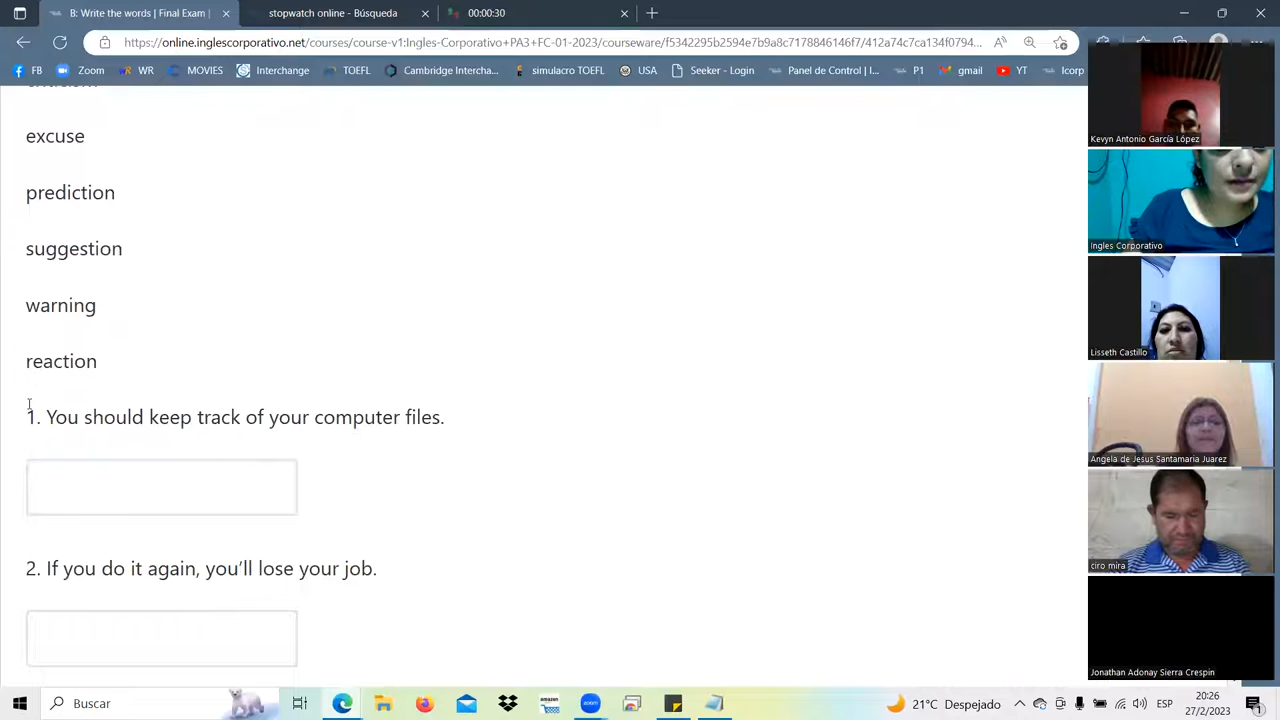 B: Write the words | Final Exam
stopwatch online - Búsqueda
00:00:30
https://online.inglescorporativo.net/courses/course-v1:Ingles-Corporativo+PA3+FC-01-2023/courseware/f5342295b2594e7b9a8c7178846146f7/412a74c7ca134f0794...
FB
Zoom
WR
MOVIES
Interchange
TOEFL
Cambridge Intercha...
simulacro TOEFL
USA
Seeker - Login
Panel de Control | I...
P1
gmail
YT
Icorp
excuse
prediction
suggestion
warning
reaction
1. You should keep track of your computer files.
2. If you do it again, you’ll lose your job.
Kevyn Antonio García López
Ingles Corporativo
Lisseth Castillo
Angela de Jesus Santamaria Juarez
ciro mira
Jonathan Adonay Sierra Crespin
Buscar
amazon
zoom
21°C Despejado
ESP
20:26
27/2/2023
1